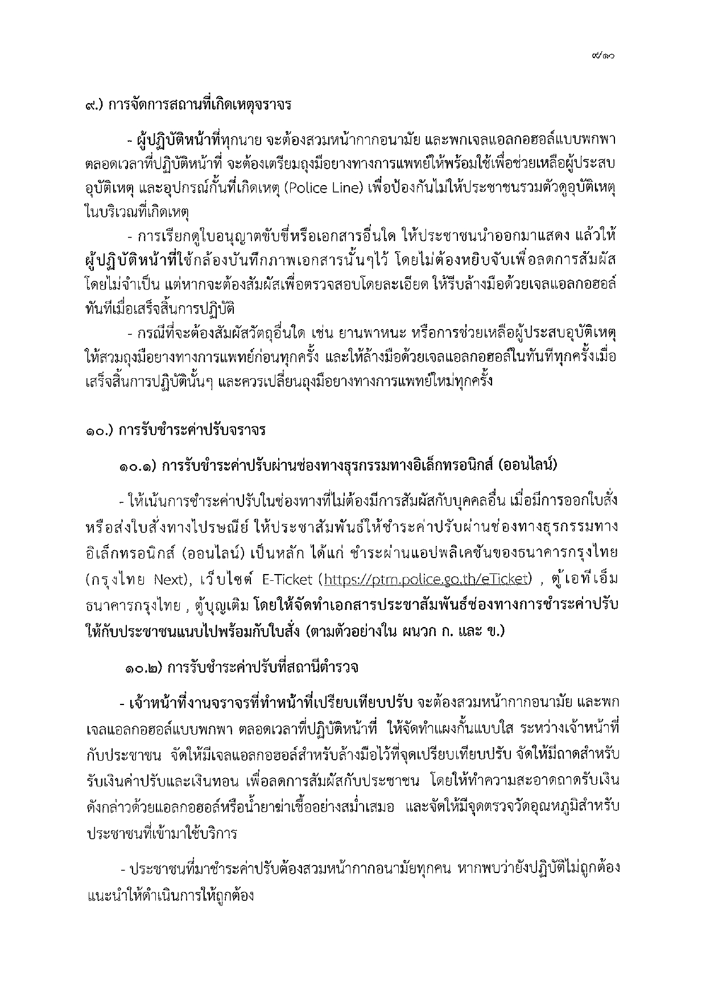 ๙/๑๐
๙.) การจัดการสถานที่เกิดเหตุจราจร
- ผู้ปฏิบัติหน้าที่ทุกนาย จะต้องสวมหน้ากากอนามัย และพกเจลแอลกอฮอล์แบบพกพา
ตลอดเวลาที่ปฏิบัติหน้าที่ จะต้องเตรียมถุงมือยางทางการแพทย์ให้พร้อมใช้เพื่อช่วยเหลือผู้ประสบ
อุบัติเหตุ และอุปกรณ์กั้นที่เกิดเหตุ (Police Line) เพื่อป้องกันไม่ให้ประชาชนรวมตัวดูอุบัติเหตุ
ในบริเวณที่เกิดเหตุ
- การเรียกดูใบอนุญาตขับขี่หรือเอกสารอื่นใด ให้ประชาชนนำออกมาแสดง แล้วให้
ผู้ปฏิบัติหน้าที่ใช้กล้องบันทึกภาพเอกสารนั้นๆไว้ โดยไม่ต้องหยิบจับเพื่อลดการสัมผัส
โดยไม่จำเป็น แต่หากจะต้องสัมผัสเพื่อตรวจสอบโดยละเอียด ให้รีบล้างมือด้วยเจลแอลกอฮอล์
ทันทีเมื่อเสร็จสิ้นการปฏิบัติ
- กรณีที่จะต้องสัมผัสวัตถุอื่นใด เช่น ยานพาหนะ หรือการช่วยเหลือผู้ประสบอุบัติเหตุ
ให้สวมถุงมือยางทางการแพทย์ก่อนทุกครั้ง และให้ล้างมือด้วยเจลแอลกอฮอล์ในทันทีทุกครั้งเมื่อ
เสร็จสิ้นการปฏิบัตินั้นๆ และควรเปลี่ยนถุงมือยางทางการแพทย์ใหม่ทุกครั้ง
๑๐.) การรับชำระค่าปรับจราจร
๑๐.๑) การรับชำระค่าปรับผ่านช่องทางธุรกรรมทางอิเล็กทรอนิกส์ (ออนไลน์)
- ให้เน้นการชำระค่าปรับในช่องทางที่ไม่ต้องมีการสัมผัสกับบุคคลอื่น เมื่อมีการออกใบสั่ง
หรือส่งใบสั่งทางไปรษณีย์ ให้ประชาสัมพันธ์ให้ชำระค่าปรับผ่านช่องทางธุรกรรมทาง
อิเล็กทรอนิกส์ (ออนไลน์) เป็นหลัก ได้แก่ ชำระผ่านแอปพลิเคชันของธนาคารกรุงไทย
(กรุงไทย Next), เว็บไซต์ E-Ticket (https://ptm.police.go.th/eTicket) , ตู้เอทีเอ็ม
ธนาคารกรุงไทย , ตู้บุญเติม โดยให้จัดทำเอกสารประชาสัมพันธ์ช่องทางการชำระค่าปรับ
ให้กับประชาชนแนบไปพร้อมกับใบสั่ง (ตามตัวอย่างใน ผนวก ก. และ ข.)
๑๐.๒) การรับชำระค่าปรับที่สถานีตำรวจ
- เจ้าหน้าที่งานจราจรที่ทำหน้าที่เปรียบเทียบปรับ จะต้องสวมหน้ากากอนามัย และพก
เจลแอลกอฮอล์แบบพกพา ตลอดเวลาที่ปฏิบัติหน้าที่ ให้จัดทำแผงกั้นแบบใส ระหว่างเจ้าหน้าที่
กับประชาชน จัดให้มีเจลแอลกอฮอล์สำหรับล้างมือไว้ที่จุดเปรียบเทียบปรับ จัดให้มีถาดสำหรับ
รับเงินค่าปรับและเงินทอน เพื่อลดการสัมผัสกับประชาชน โดยให้ทำความสะอาดถาดรับเงิน
ดังกล่าวด้วยแอลกอฮอล์หรือน้ำยาฆ่าเชื้ออย่างสม่ำเสมอ และจัดให้มีจุดตรวจวัดอุณหภูมิสำหรับ
ประชาชนที่เข้ามาใช้บริการ
- ประชาชนที่มาชำระค่าปรับต้องสวมหน้ากากอนามัยทุกคน หากพบว่ายังปฏิบัติไม่ถูกต้อง
แนะนำให้ดำเนินการให้ถูกต้อง